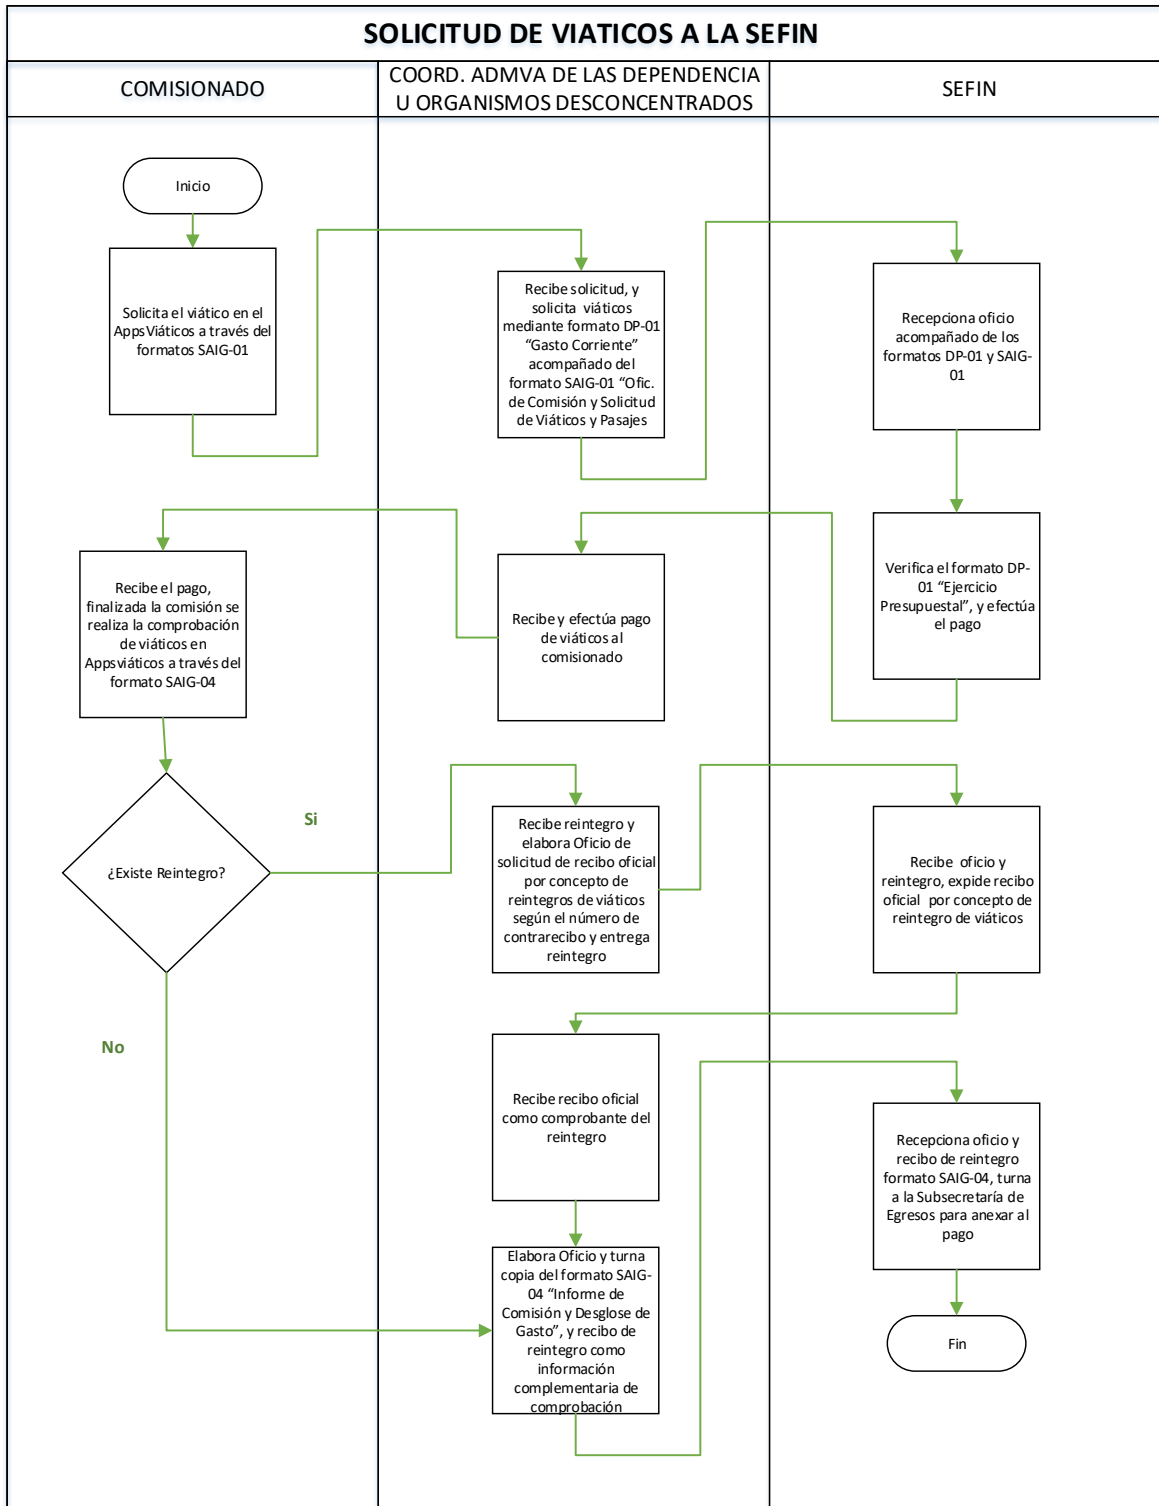 SOLICITUD DE VIATICOS A LA SEFIN
COMISIONADO
COORD. ADMVA DE LAS DEPENDENCIA
U ORGANISMOS DESCONCENTRADOS
SEFIN
Inicio
Solicita el viático en el
AppsViáticos a través del
formatos SAIG-01
Recibe solicitud, y
solicita viáticos
mediante formato DP-01
“Gasto Corriente”
acompañado del
formato SAIG-01 “Ofic.
de Comisión y Solicitud
de Viáticos y Pasajes
Recepciona oficio
acompañado de los
formatos DP-01 y SAIG-
01
Verifica el formato DP-
01 “Ejercicio
Presupuestal”, y efectúa
el pago
Recibe y efectúa pago
de viáticos al
comisionado
Recibe el pago,
finalizada la comisión se
realiza la comprobación
de viáticos en
Appsviáticos a través del
formato SAIG-04
¿Existe Reintegro?
Si
No
Recibe reintegro y
elabora Oficio de
solicitud de recibo oficial
por concepto de
reintegros de viáticos
según el número de
contrarecibo y entrega
reintegro
Recibe oficio y
reintegro, expide recibo
oficial por concepto de
reintegro de viáticos
Recibe recibo oficial
como comprobante del
reintegro
Elabora Oficio y turna
copia del formato SAIG-
04 “Informe de
Comisión y Desglose de
Gasto”, y recibo de
reintegro como
información
complementaria de
comprobación
Recepciona oficio y
recibo de reintegro
formato SAIG-04, turna
a la Subsecretaría de
Egresos para anexar al
pago
Fin